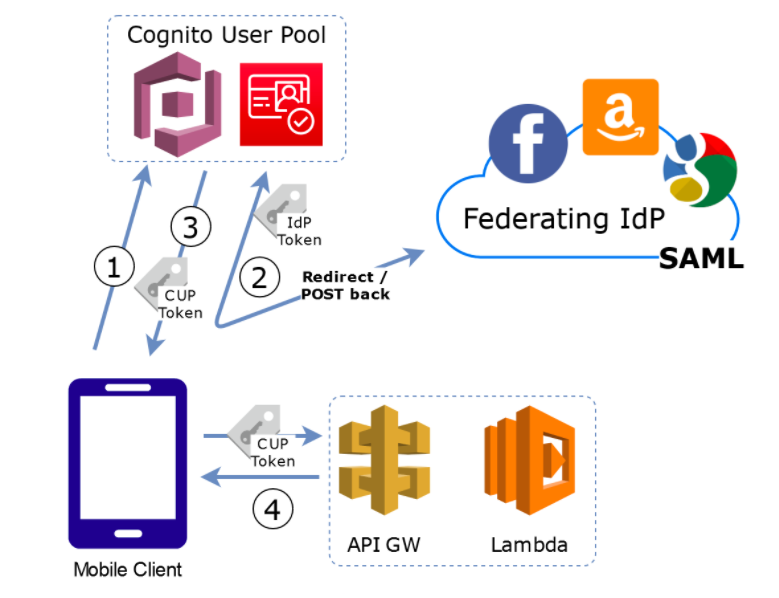 Cognito User Pool
f
a
Federating IdP
SAML
1
3
2
IdP
Token
CUP
Token
Redirect /
POST back
CUP
Token
4
API GW
Lambda
Mobile Client